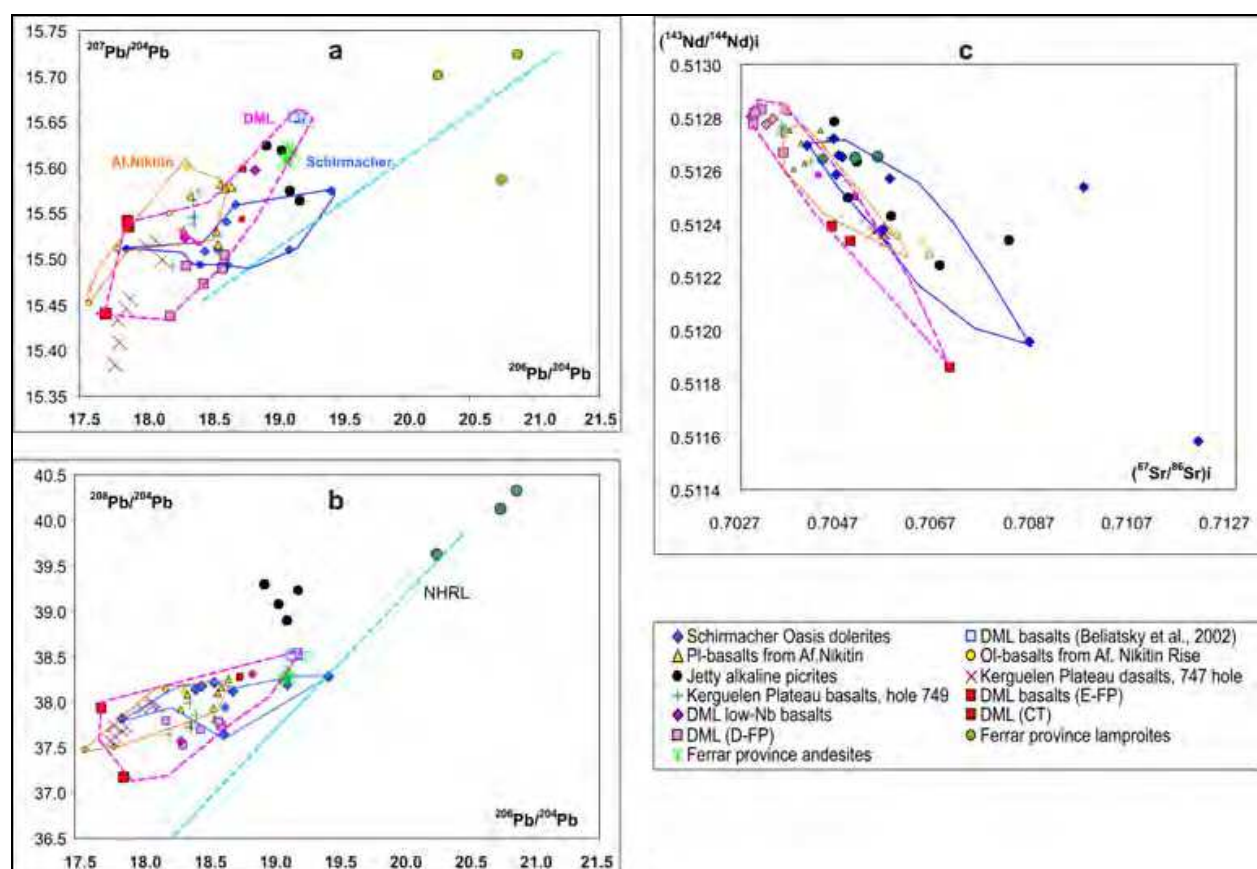 ²⁰⁷Pb/²⁰⁴Pb
a
DML
Af.Nikitin
Schirmacher
²⁰⁶Pb/²⁰⁴Pb
15.75
15.70
15.65
15.60
15.55
15.50
15.45
15.40
15.35
17.5 18.0 18.5 19.0 19.5 20.0 20.5 21.0 21.5
²⁰⁸Pb/²⁰⁴Pb
b
NHRL
²⁰⁶Pb/²⁰⁴Pb
40.5
40.0
39.5
39.0
38.5
38.0
37.5
37.0
36.5
17.5 18.0 18.5 19.0 19.5 20.0 20.5 21.0 21.5
(¹⁴³Nd/¹⁴⁴Nd)i
c
0.5130
0.5128
0.5126
0.5124
0.5122
0.5120
0.5118
0.5116
0.5114
(⁸⁷Sr/⁸⁶Sr)i
0.7027 0.7047 0.7067 0.7087 0.7107 0.7127
Schirmacher Oasis dolerites
Pl-basalts from Af.Nikitin
Jetty alkaline picrites
Kerguelen Plateau basalts, hole 749
DML low-Nb basalts
DML (D-FP)
Ferrar province andesites
DML basalts (Beliatsky et al., 2002)
Ol-basalts from Af. Nikitin Rise
Kerguelen Plateau dasalts, 747 hole
DML basalts (E-FP)
DML (CT)
Ferrar province lamproites